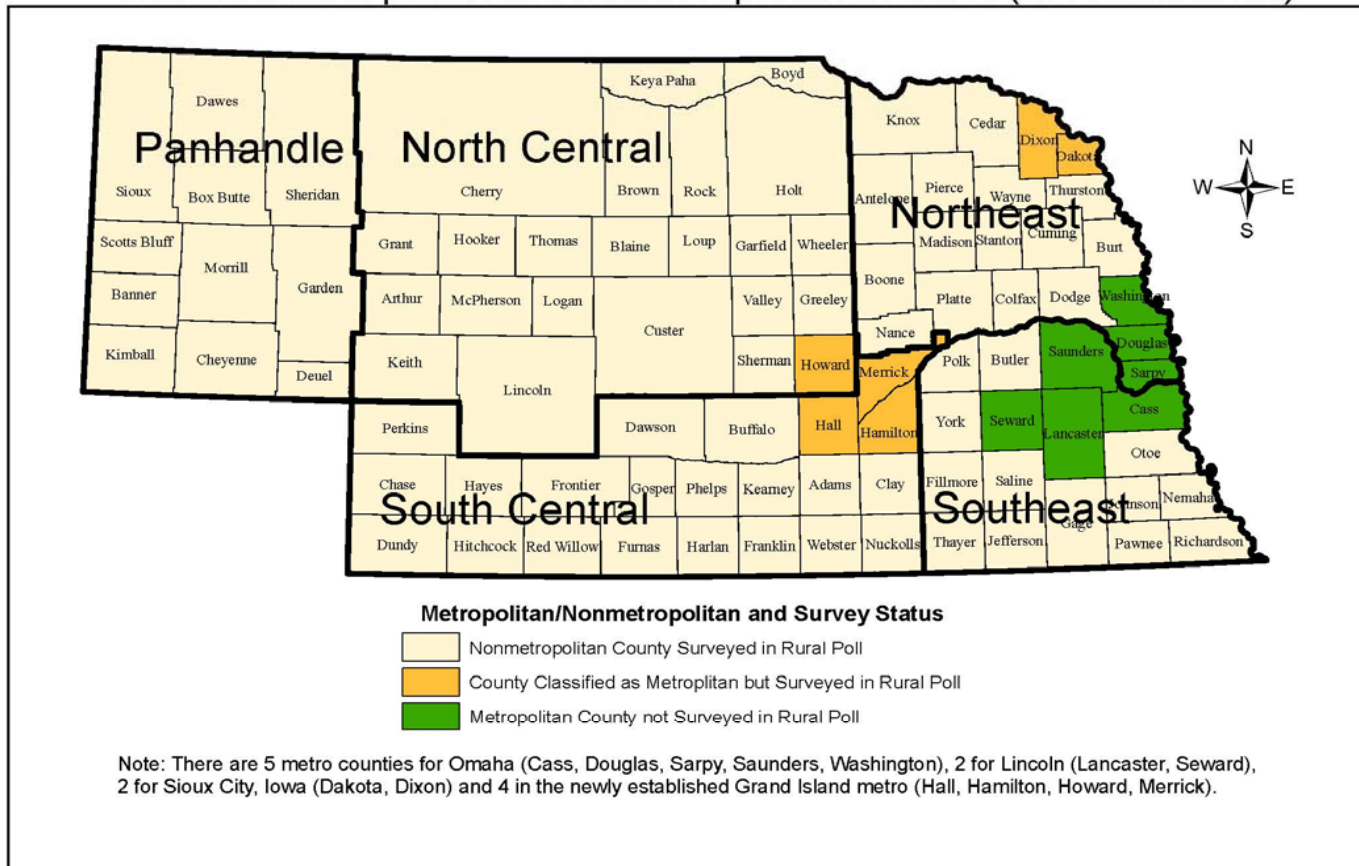 Keya Paha
Boyd
Dawes
Knox
Cedar
Dixon
Dakota
N
W
E
S
Panhandle
North Central
Northeast
Sioux
Box Butte
Sheridan
Cherry
Brown
Rock
Holt
Antelope
Pierce
Wayne
Thurston
Scotts Bluff
Morrill
Garden
Grant
Hooker
Thomas
Blaine
Loup
Garfield
Wheeler
Madison
Stanton
Cuming
Burt
Banner
Arthur
McPherson
Logan
Custer
Valley
Greeley
Boone
Platte
Colfax
Dodge
Washington
Kimball
Cheyenne
Deuel
Keith
Lincoln
Sherman
Howard
Nance
Merrick
Polk
Butler
Saunders
Douglas
Sarpy
Perkins
Dawson
Buffalo
Hall
Hamilton
York
Seward
Lancaster
Cass
Otoe
Chase
Hayes
Frontier
Gosper
Phelps
Kearney
Adams
Clay
Fillmore
Saline
Johnson
Nemaha
South Central
Southeast
Dundy
Hitchcock
Red Willow
Furnas
Harlan
Franklin
Webster
Nuckolls
Thayer
Jefferson
Gage
Pawnee
Richardson
Metropolitan/Nonmetropolitan and Survey Status
Nonmetropolitan County Surveyed in Rural Poll
County Classified as Metroplitan but Surveyed in Rural Poll
Metropolitan County not Surveyed in Rural Poll
Note: There are 5 metro counties for Omaha (Cass, Douglas, Sarpy, Saunders, Washington), 2 for Lincoln (Lancaster, Seward),
2 for Sioux City, Iowa (Dakota, Dixon) and 4 in the newly established Grand Island metro (Hall, Hamilton, Howard, Merrick).